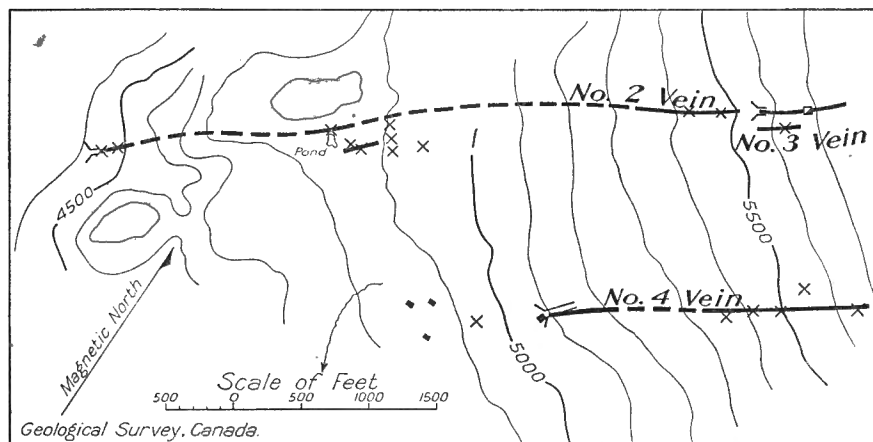 No. 2 Vein
No. 3 Vein
Pond
4500
5500
No. 4 Vein
5000
Magnetic North
Scale of Feet
500 0 500 1000 1500
Geological Survey, Canada.